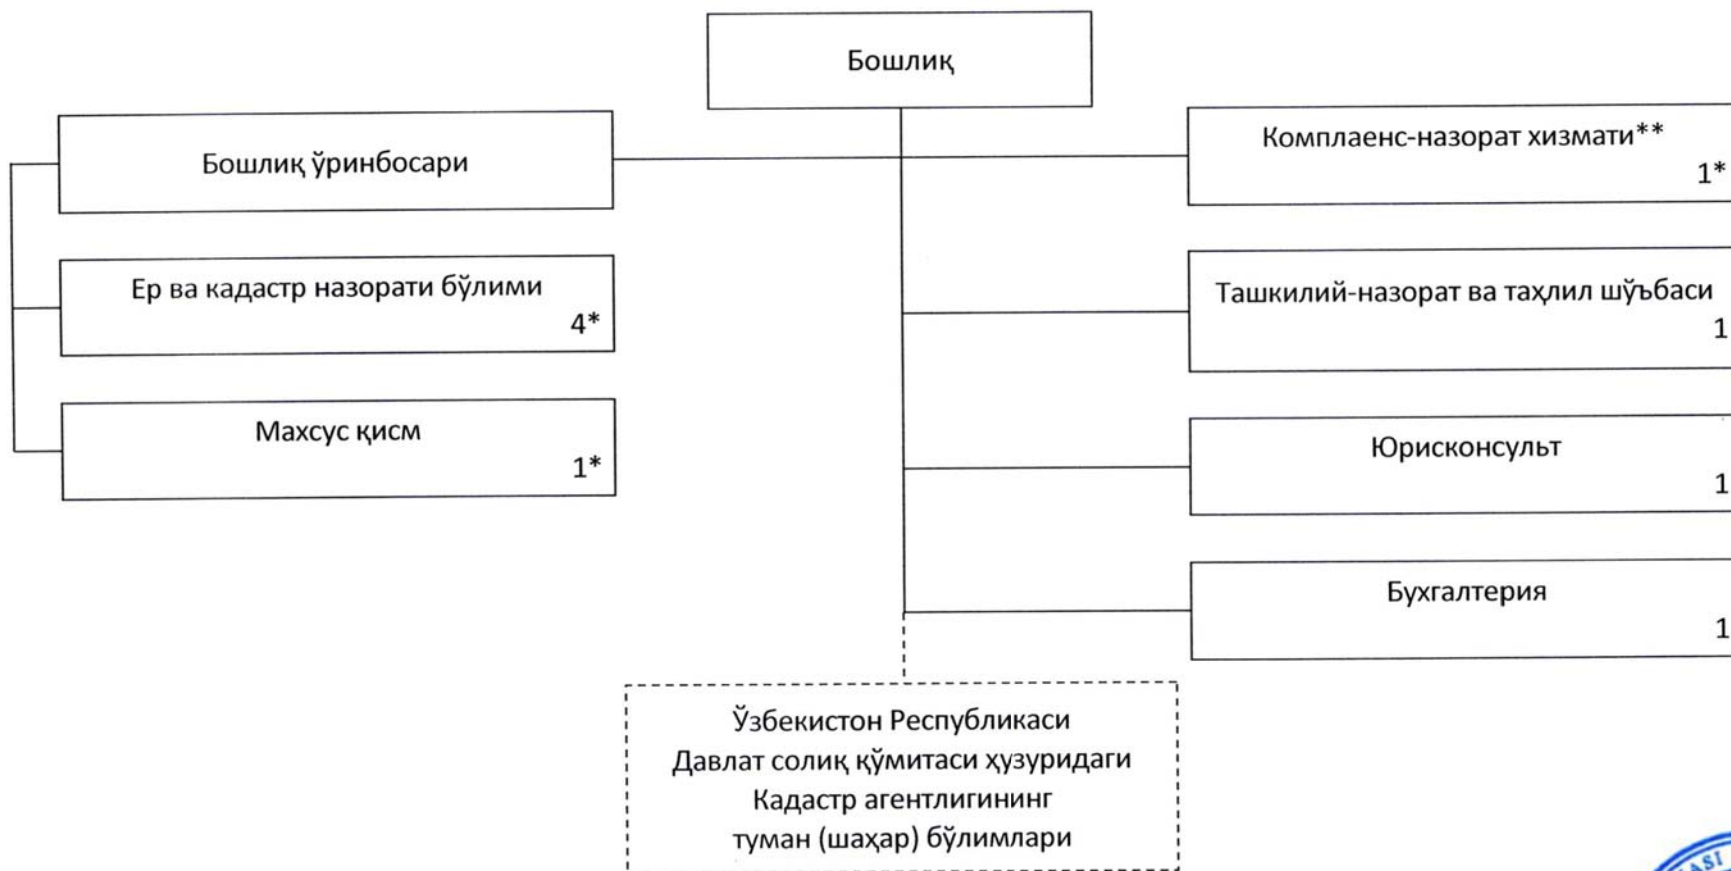 Бошлиқ
Бошлиқ ўринбосари
Комплаенс-назорат хизмати**
1*
Ер ва кадастр назорати бўлими
4*
Ташкилий-назорат ва таҳлил шўъбаси
1
Махсус қисм
1*
Юрисконсульт
1
Бухгалтерия
1
Ўзбекистон Республикаси
Давлат солиқ қўмитаси ҳузуридаги
Кадастр агентлигининг
туман (шаҳар) бўлимлари